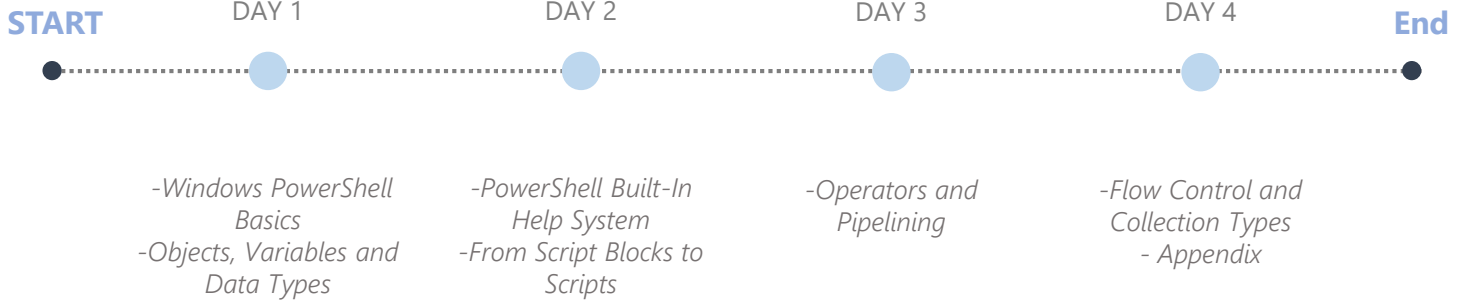 START
DAY 1
DAY 2
DAY 3
DAY 4
End
-Windows PowerShell
Basics
-Objects, Variables and
Data Types
-PowerShell Built-In
Help System
-From Script Blocks to
Scripts
-Operators and
Pipelining
-Flow Control and
Collection Types
- Appendix